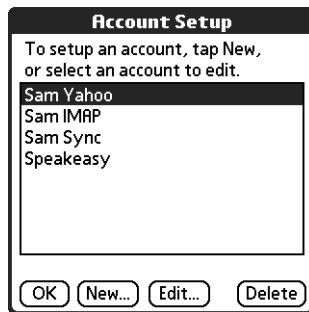 Account Setup
To setup an account, tap New,
or select an account to edit.
Sam Yahoo
Sam IMAP
Sam Sync
Speakeasy
OK New... Edit... Delete